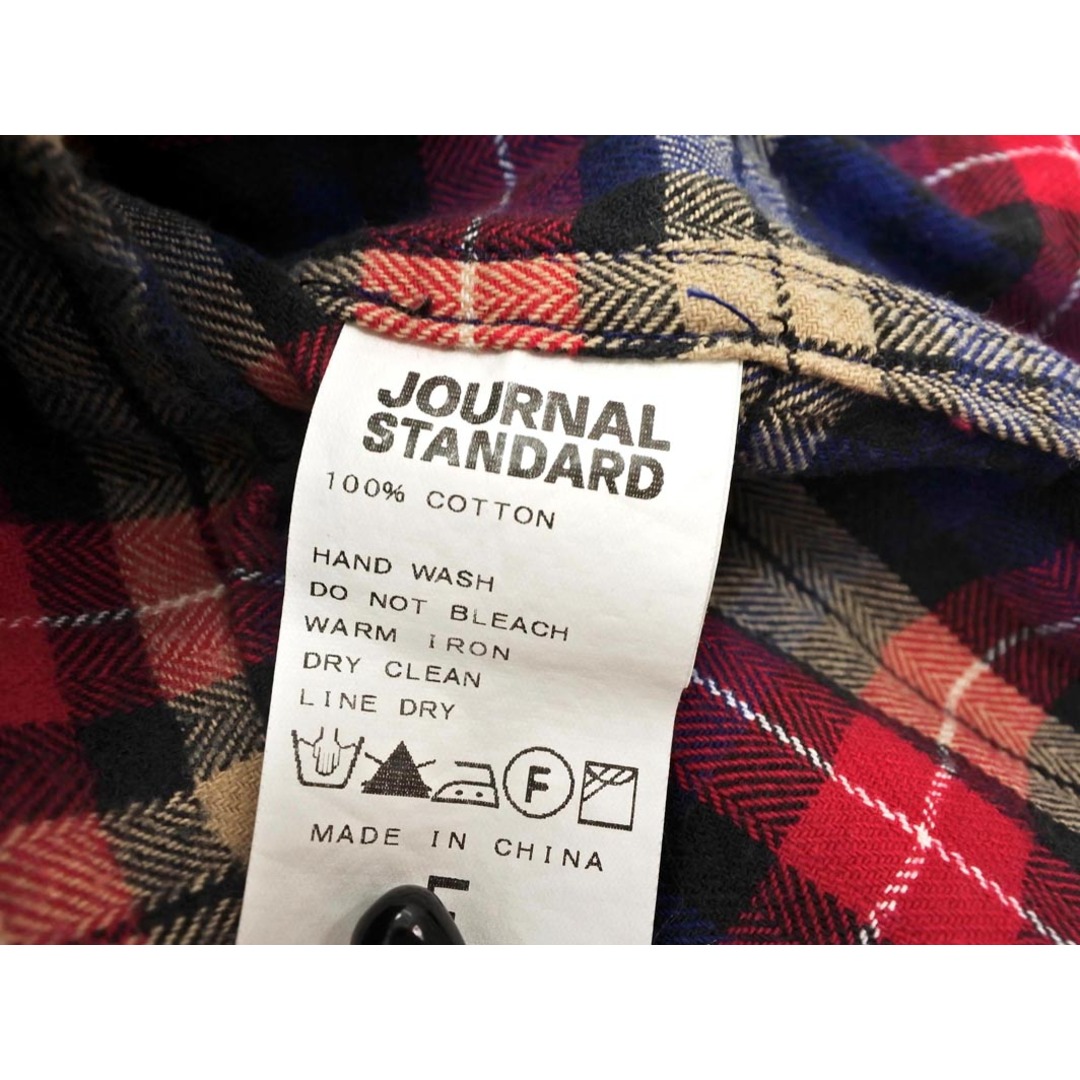 JOURNAL
STANDARD
100% COTTON
HAND WASH
DO NOT BLEACH
WARM IRON
DRY CLEAN
LINE DRY
F
MADE IN CHINA